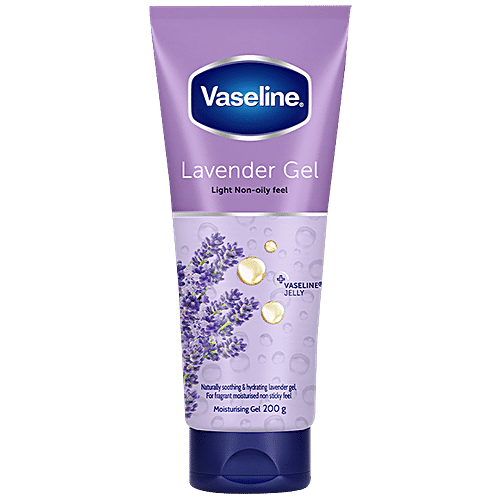 Vaseline®
Lavender Gel
Light Non-oily feel
VASELINE®
JELLY
Naturally soothing & hydrating lavender gel,
For fragrant moisturised non sticky feel
Moisturising Gel 200 g